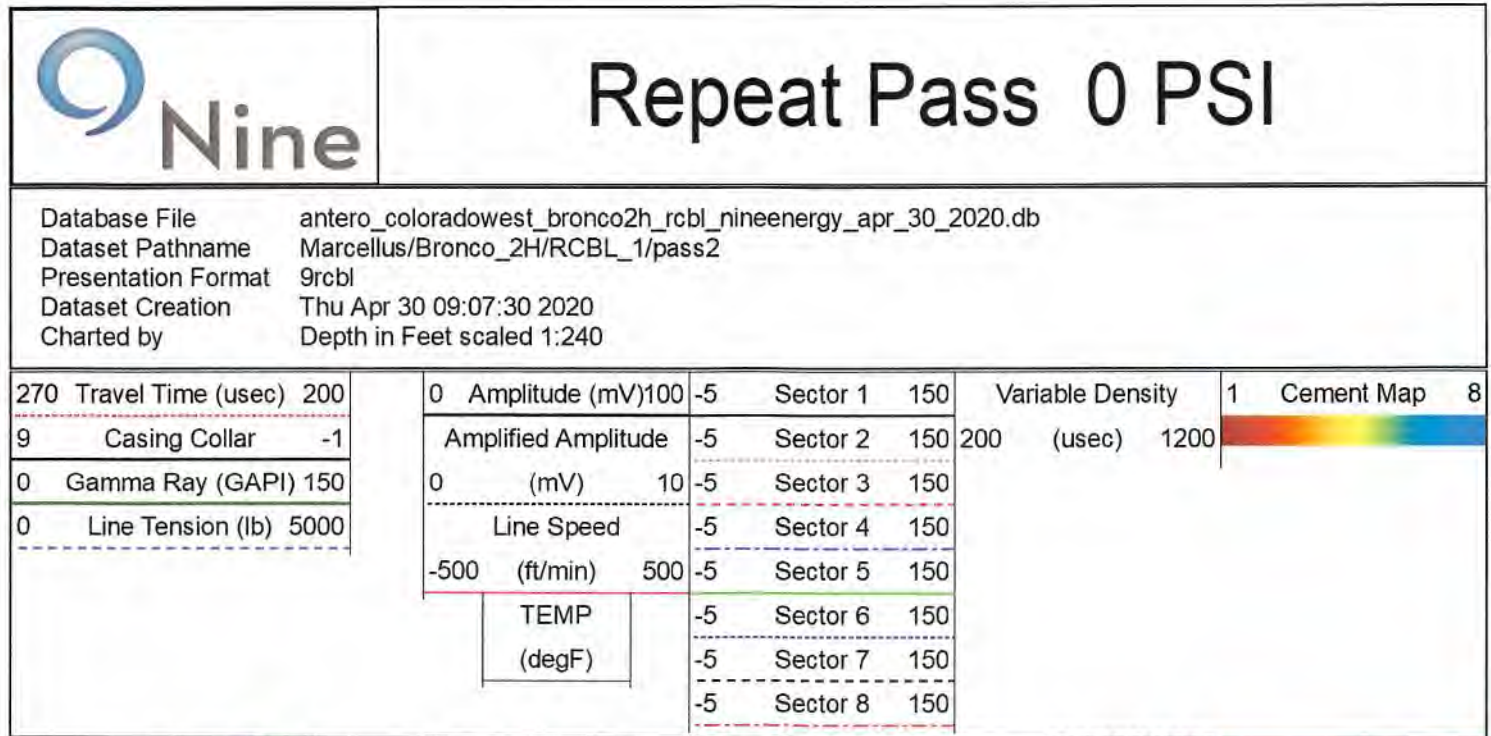 Nine
Repeat Pass 0 PSI
Database File antero_coloradowest_bronco2h_rcbl_nineenergy_apr_30_2020.db
Dataset Pathname Marcellus/Bronco_2H/RCBL_1/pass2
Presentation Format 9rcbl
Dataset Creation Thu Apr 30 09:07:30 2020
Charted by Depth in Feet scaled 1:240
270 Travel Time (usec) 200
9 Casing Collar -1
0 Gamma Ray (GAPI) 150
0 Line Tension (lb) 5000
0 Amplitude (mV) 100
Amplified Amplitude
0 (mV) 10
Line Speed
-500 (ft/min) 500
TEMP
(degF)
-5 Sector 1 150
-5 Sector 2 150
-5 Sector 3 150
-5 Sector 4 150
-5 Sector 5 150
-5 Sector 6 150
-5 Sector 7 150
-5 Sector 8 150
Variable Density
200 (usec) 1200
1 Cement Map 8